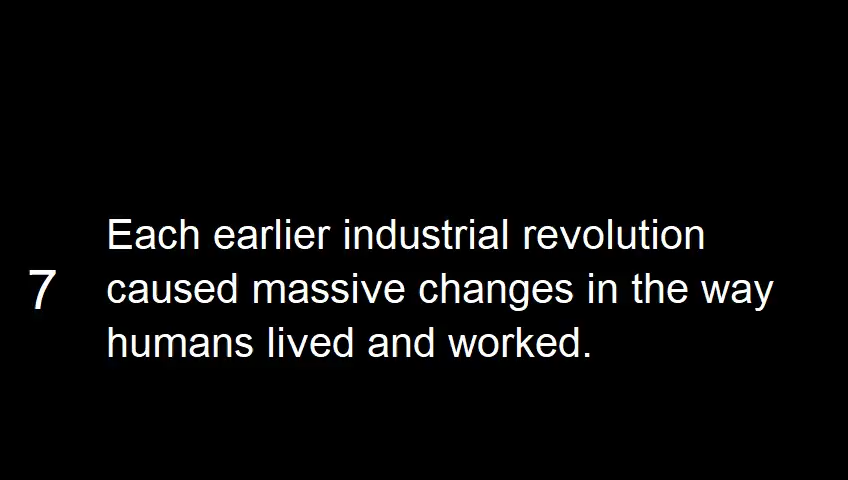 Each earlier industrial revolution
7 caused massive changes in the way
humans lived and worked.